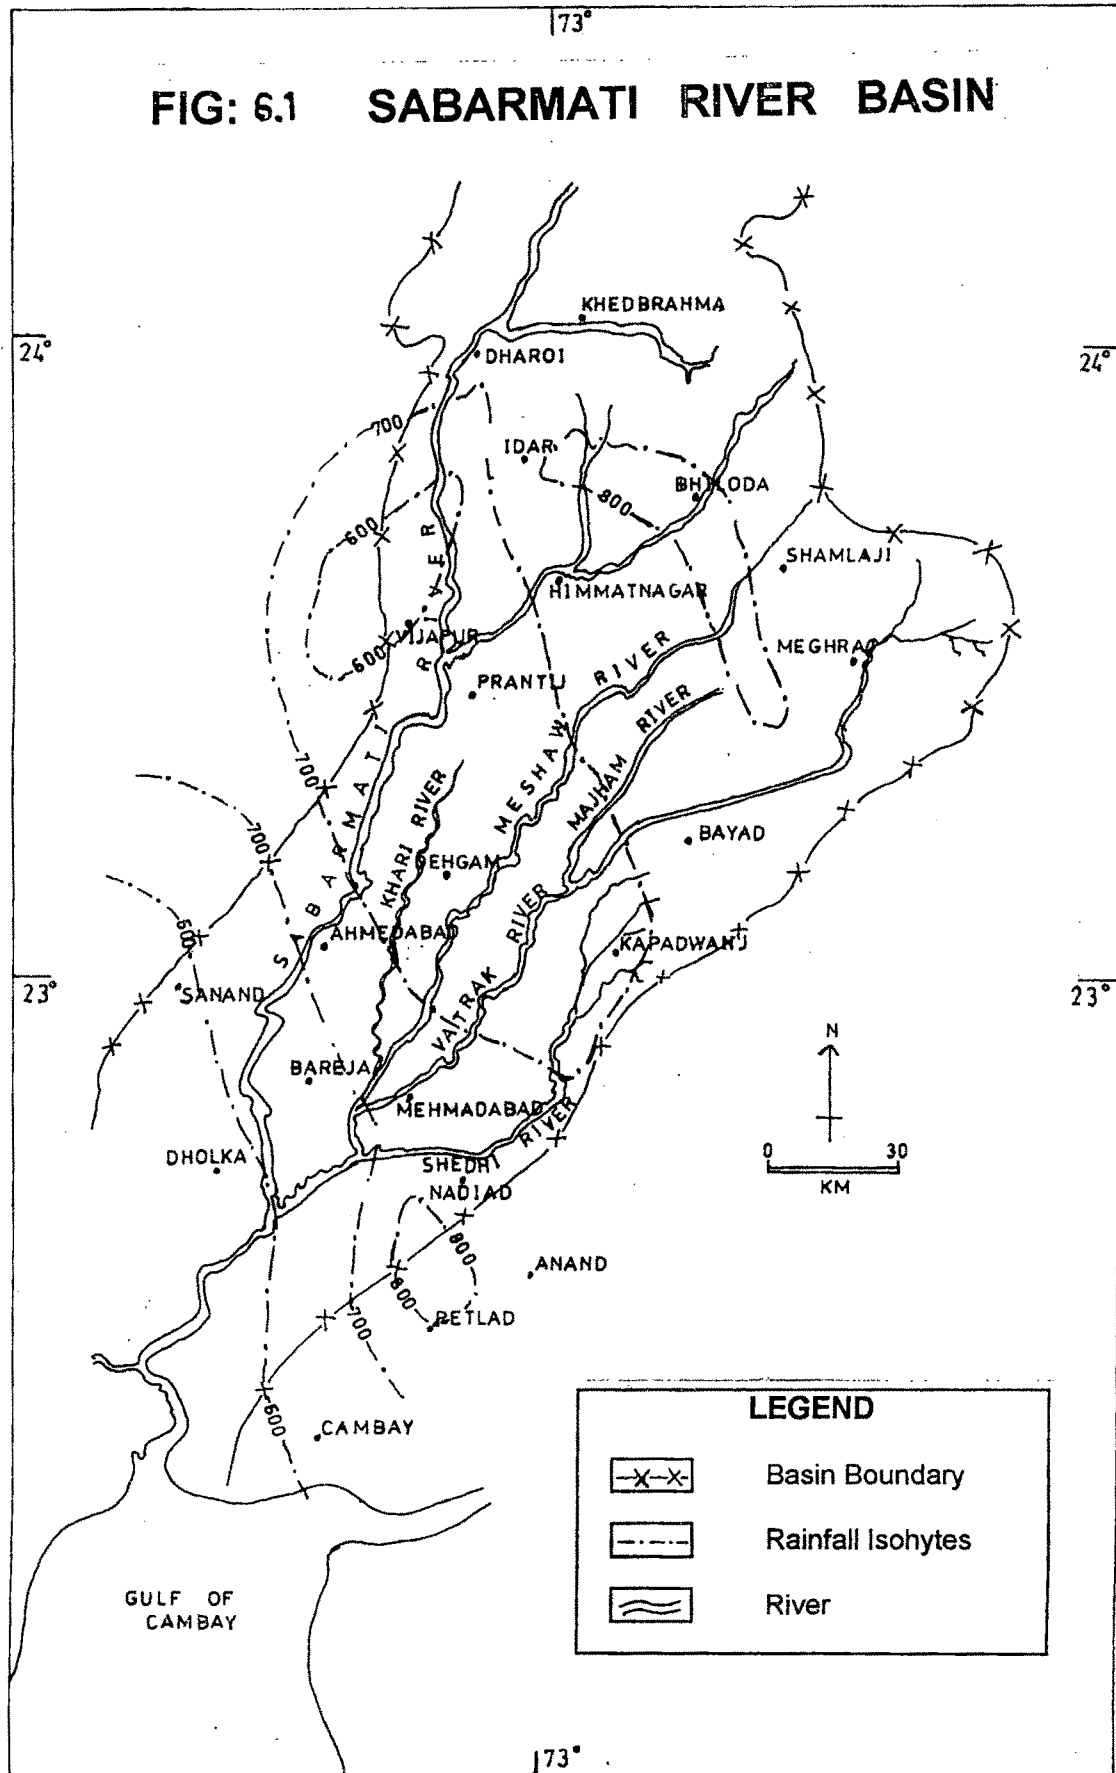 73°
FIG: 6.1 SABARMATI RIVER BASIN
KHEDBRAHMA
24°
DHAROI
24°
700
IDAR
800
BHILODA
600
SHAMLAJI
HIMMATNAGAR
VIJAPUR
600
MEGHRAJ
PRANTIJ
SABARMATI RIVER
MESHAW RIVER
MAJHAM RIVER
KHARI RIVER
700
700
BAYAD
DEHGAM
600
AHMEDABAD
KAPADWANJ
VAITRAK RIVER
23°
SANAND
23°
N
BAREJA
MEHMADABAD
0 30
KM
DHOLKA
SHEDHI RIVER
NADIAD
800
ANAND
800
700
PETLAD
600
CAMBAY
LEGEND
Basin Boundary
Rainfall Isohytes
River
GULF OF
CAMBAY
73°